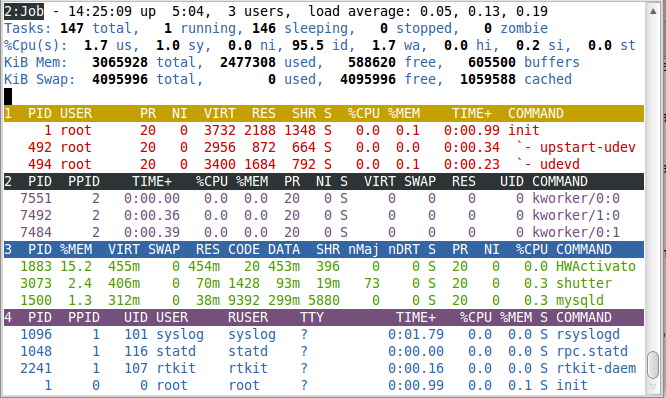 2:Job - 14:25:09 up  5:04,  3 users,  load average: 0.05, 0.13, 0.19
Tasks: 147 total,   1 running, 146 sleeping,   0 stopped,   0 zombie
%Cpu(s):  1.7 us,  1.0 sy,  0.0 ni, 95.5 id,  1.7 wa,  0.0 hi,  0.2 si,  0.0 st
KiB Mem:   3065928 total,  2477308 used,   588620 free,   605500 buffers
KiB Swap:  4095996 total,        0 used,  4095996 free,  1059588 cached
1  PID USER      PR  NI  VIRT  RES  SHR S  %CPU %MEM    TIME+  COMMAND
     1 root      20   0  3732 2188 1348 S   0.0  0.1   0:00.99 init
   492 root      20   0  2956  872  664 S   0.0  0.0   0:00.34  `- upstart-udev
   494 root      20   0  3400 1684  792 S   0.0  0.1   0:00.23  `- udevd
2  PID  PPID    TIME+   %CPU %MEM  PR  NI S  VIRT SWAP  RES   UID COMMAND
  7551     2   0:00.00   0.0  0.0  20   0 S     0    0    0     0 kworker/0:0
  7492     2   0:00.36   0.0  0.0  20   0 S     0    0    0     0 kworker/1:0
  7484     2   0:00.39   0.0  0.0  20   0 S     0    0    0     0 kworker/0:1
3  PID %MEM  VIRT SWAP  RES CODE DATA  SHR nMaj nDRT S  PR  NI  %CPU COMMAND
  1883 15.2  455m    0 454m   20 453m  396    0    0 S  20   0   0.0 HWActivato
  3073  2.4  406m    0  70m 1428  93m  19m   73    0 S  20   0   0.3 shutter
  1500  1.3  312m    0  38m 9392 299m 5880    0    0 S  20   0   0.3 mysqld
4  PID  PPID   UID USER     RUSER    TTY         TIME+   %CPU %MEM S COMMAND
  1096     1   101 syslog   syslog   ?          0:01.79   0.0  0.0 S rsyslogd
  1048     1   116 statd    statd    ?          0:00.00   0.0  0.0 S rpc.statd
  2241     1   107 rtkit    rtkit    ?          0:00.16   0.0  0.0 S rtkit-daem
     1     0     0 root     root     ?          0:00.99   0.0  0.1 S init